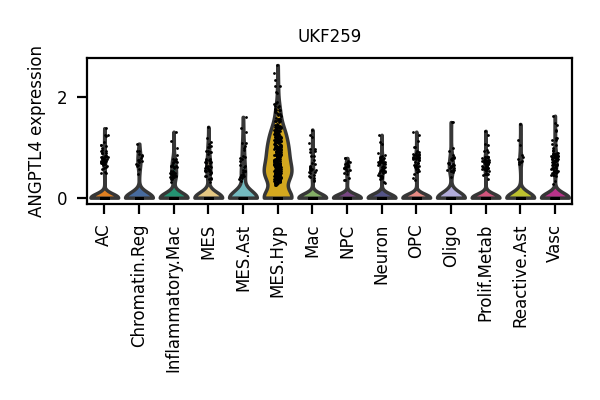 UKF259
ANGPTL4 expression
2
0
AC
Chromatin.Reg
Inflammatory.Mac
MES
MES.Ast
MES.Hyp
Mac
NPC
Neuron
OPC
Oligo
Prolif.Metab
Reactive.Ast
Vasc